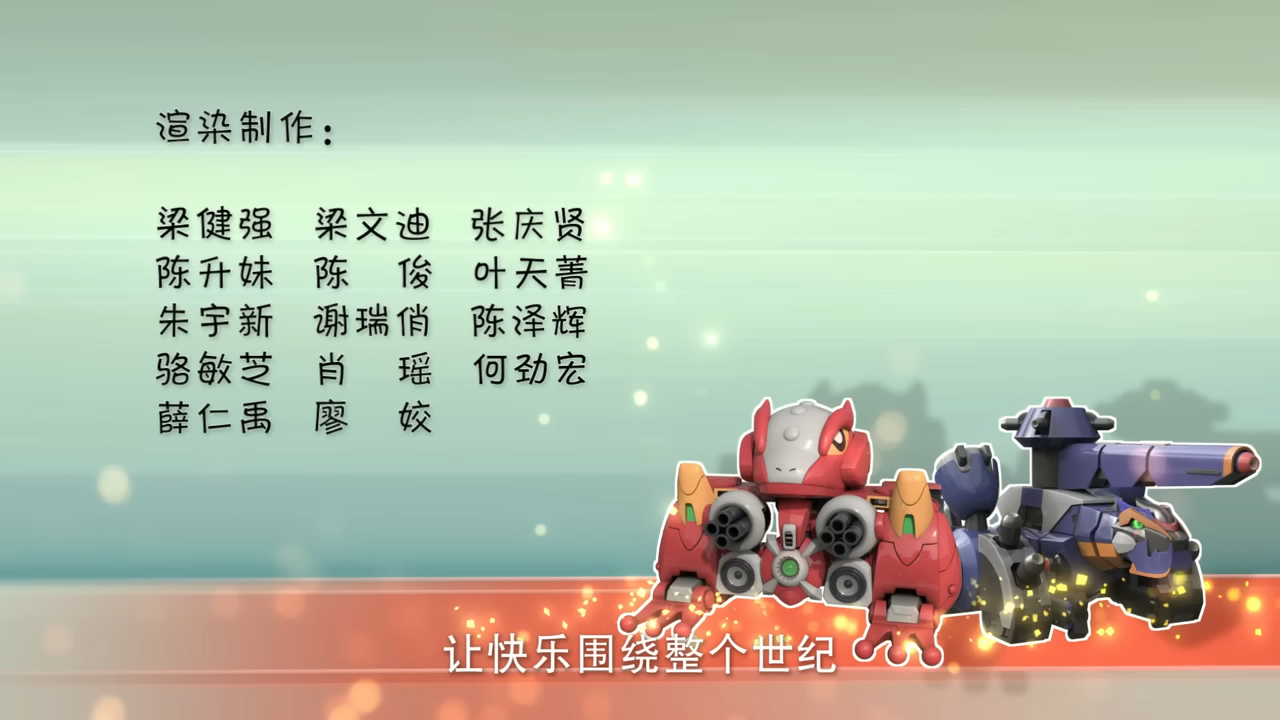 渲染制作：
梁健强 梁文迪 张庆贤
陈升妹 陈 俊 叶天菁
朱宇新 谢瑞俏 陈泽辉
骆敏芝 肖 瑶 何劲宏
薛仁禹 廖 姣
让快乐围绕整个世纪